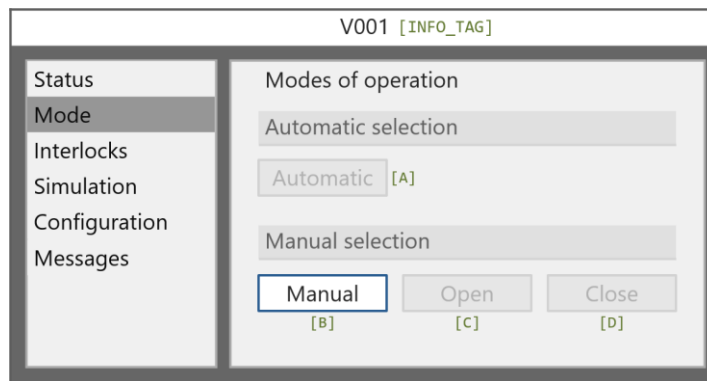 V001 [INFO_TAG]
Status
Mode
Interlocks
Simulation
Configuration
Messages
Modes of operation
Automatic selection
Automatic [A]
Manual selection
Manual Open Close
[B] [C] [D]